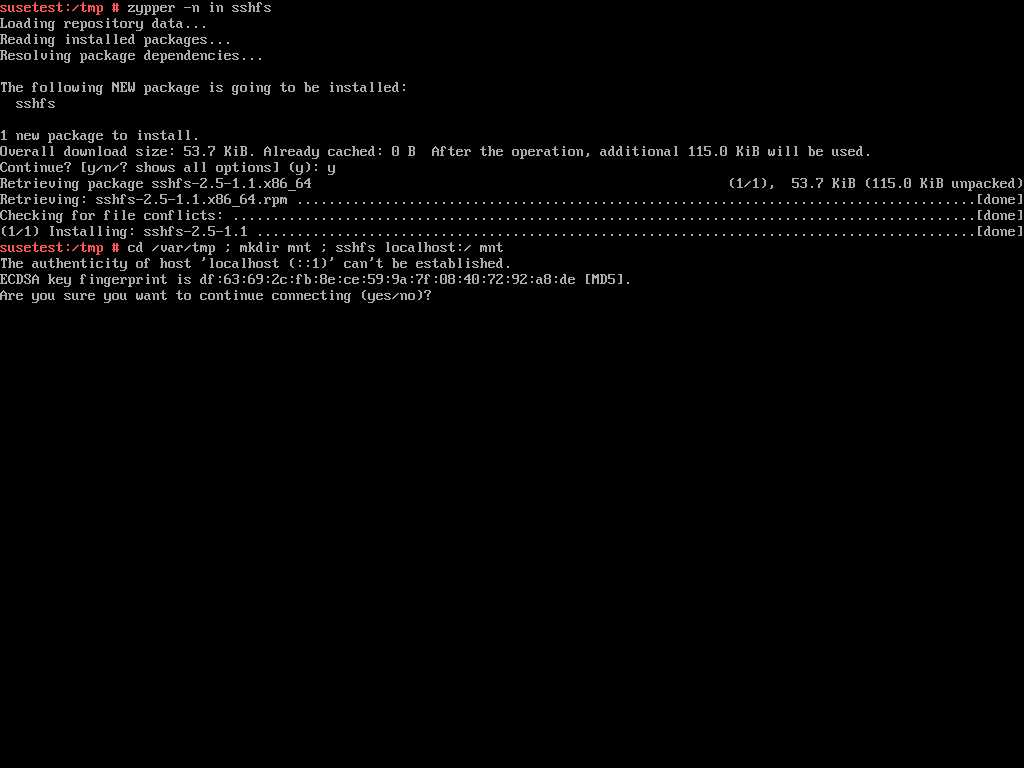 susetest:/tmp # zypper -n in sshfs
Loading repository data...
Reading installed packages...
Resolving package dependencies...
The following NEW package is going to be installed:
  sshfs
1 new package to install.
Overall download size: 53.7 KiB. Already cached: 0 B  After the operation, additional 115.0 KiB will be used.
Continue? [y/n/? shows all options] (y): y
Retrieving package sshfs-2.5-1.1.x86_64 (1/1),  53.7 KiB (115.0 KiB unpacked)
Retrieving: sshfs-2.5-1.1.x86_64.rpm .....................................................................................[done]
Checking for file conflicts: .............................................................................................[done]
(1/1) Installing: sshfs-2.5-1.1 ..........................................................................................[done]
susetest:/tmp # cd /var/tmp ; mkdir mnt ; sshfs localhost:/ mnt
The authenticity of host 'localhost (::1)' can't be established.
ECDSA key fingerprint is df:63:69:2c:fb:8e:ce:59:9a:7f:08:40:72:92:a8:de [MD5].
Are you sure you want to continue connecting (yes/no)?